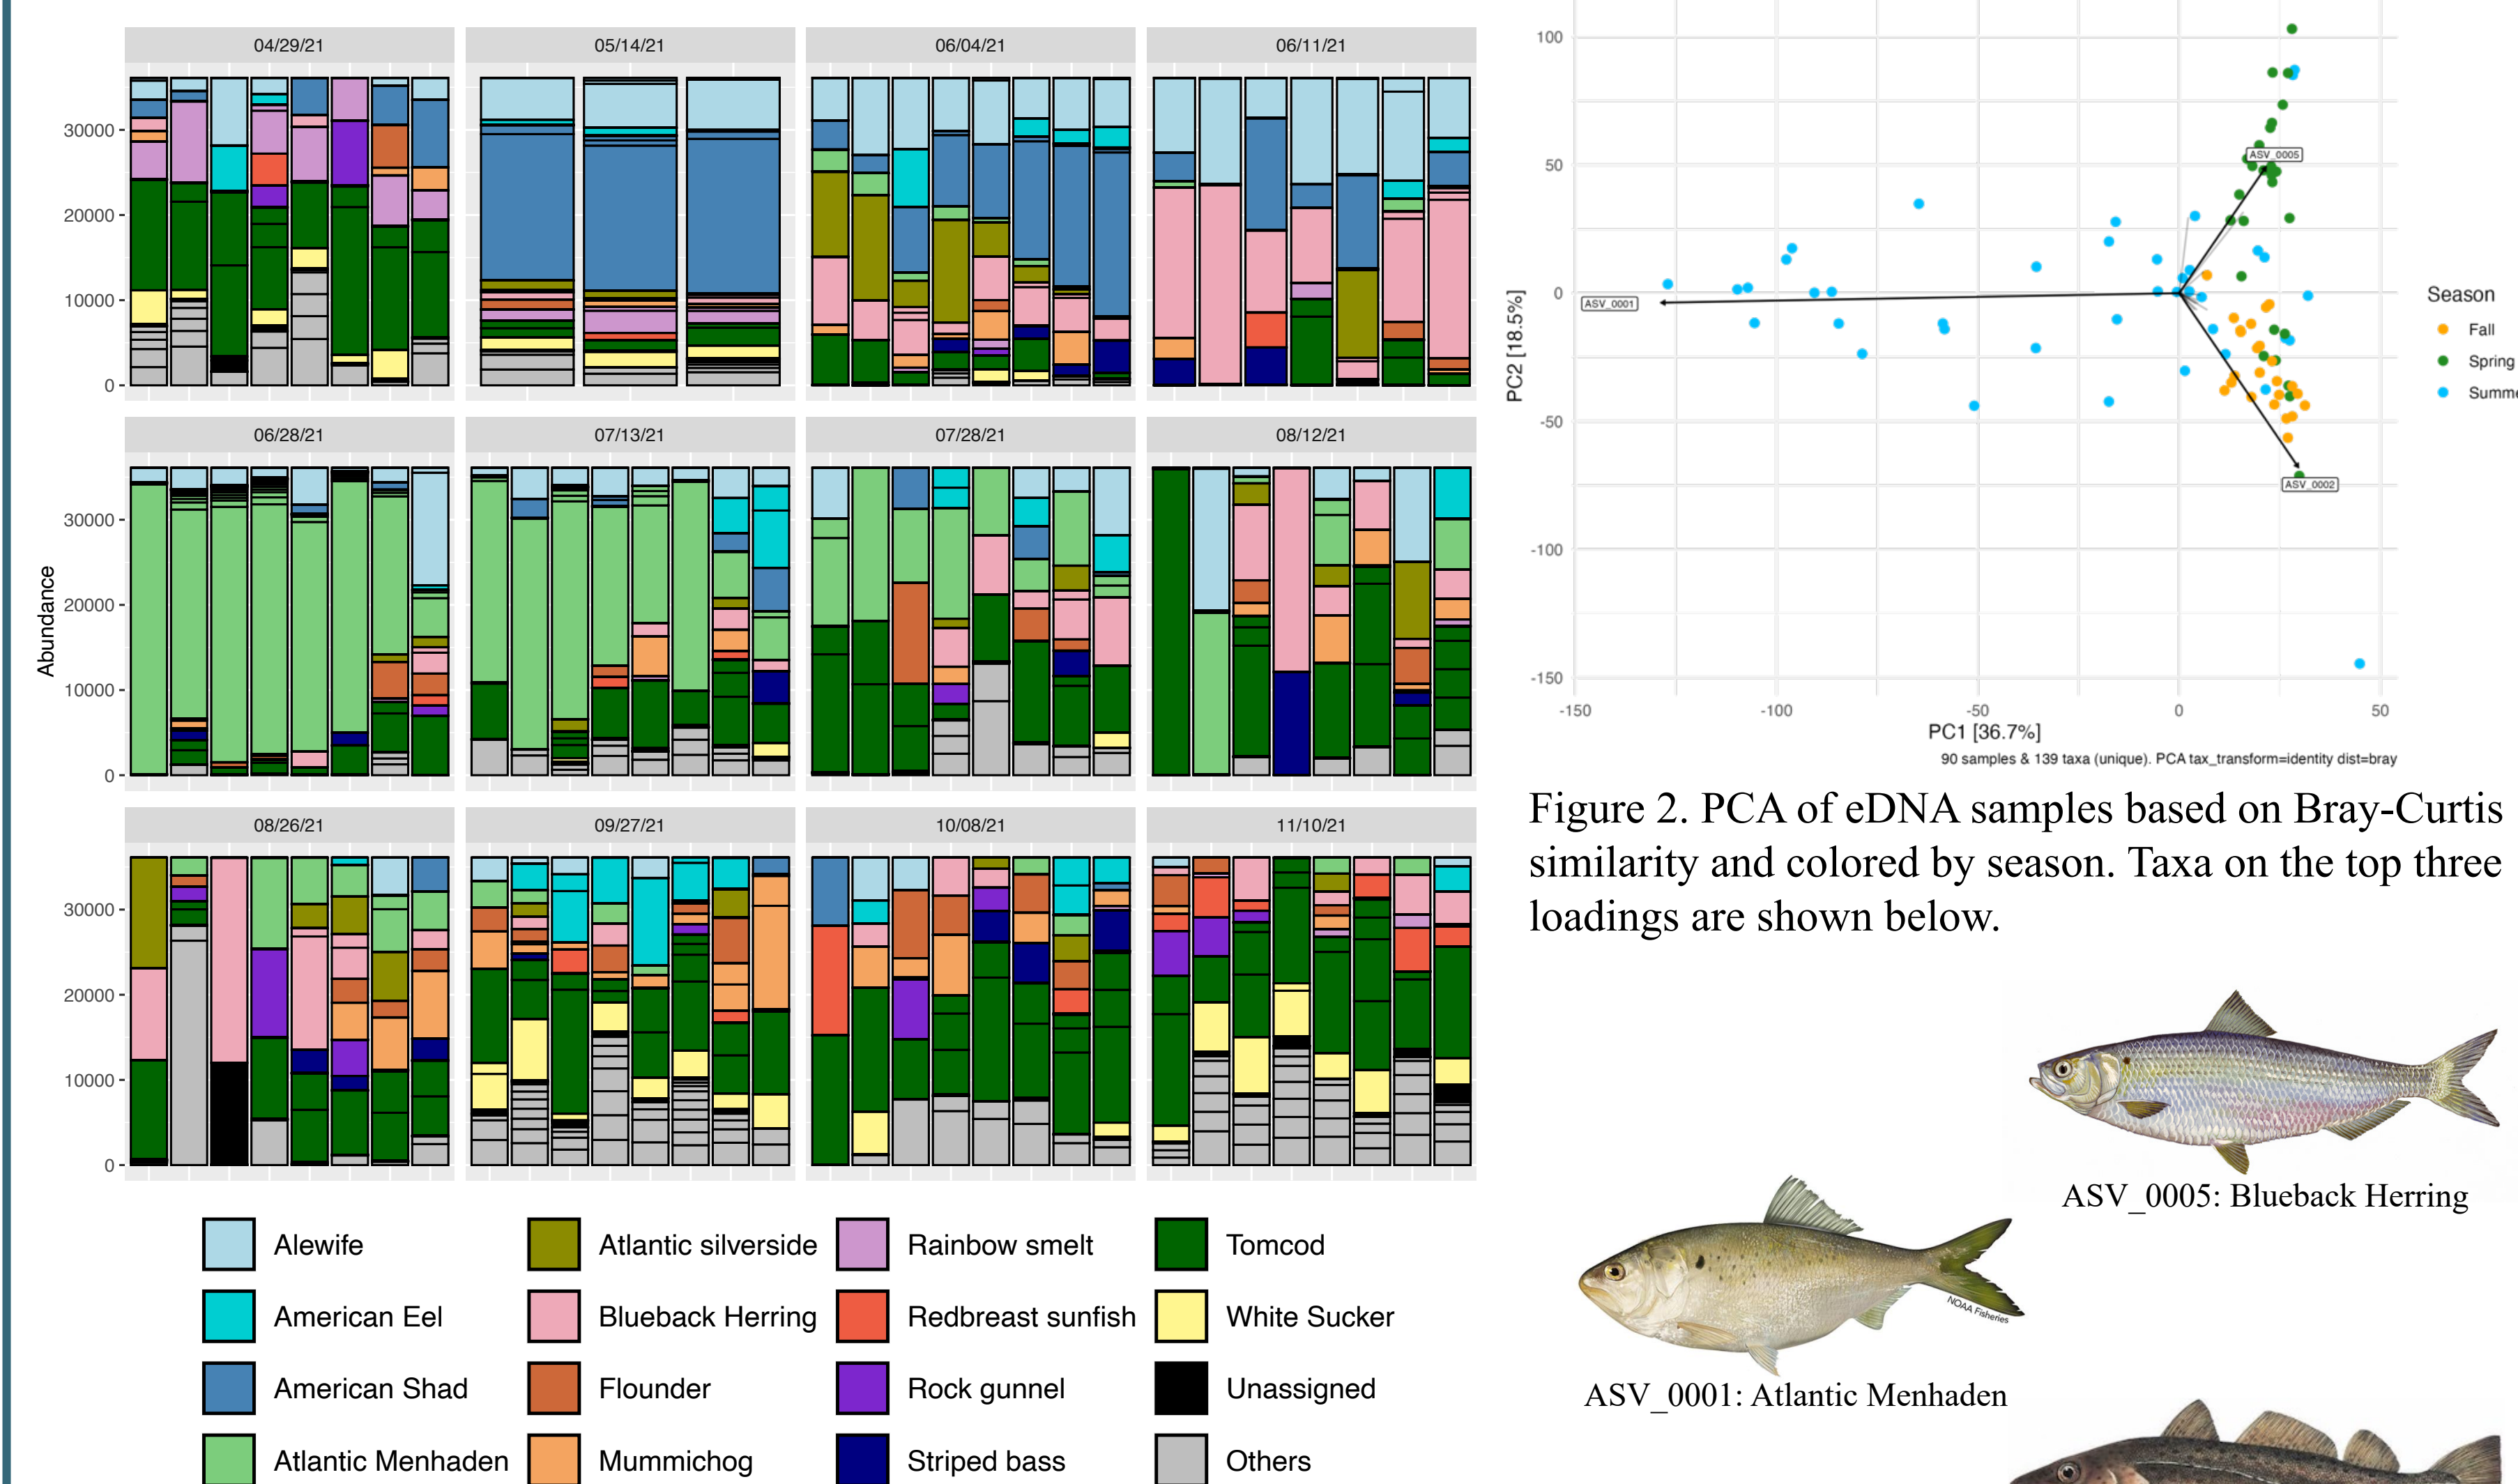 04/29/21
05/14/21
06/04/21
06/11/21
30000
20000
10000
0
06/28/21
07/13/21
07/28/21
08/12/21
30000
20000
10000
0
Abundance
08/26/21
09/27/21
10/08/21
11/10/21
30000
20000
10000
0
Alewife
American Eel
American Shad
Atlantic Menhaden
Atlantic silverside
Blueback Herring
Flounder
Mummichog
Rainbow smelt
Redbreast sunfish
Rock gunnel
Striped bass
Tomcod
White Sucker
Unassigned
Others
100
50
0
-50
-100
-150
PC2 [18.5%]
ASV_0005
ASV_0001
ASV_0002
-150
-100
-50
0
50
PC1 [36.7%]
90 samples & 139 taxa (unique). PCA tax_transform=identity dist=bray
Season
Fall
Spring
Summe
Figure 2. PCA of eDNA samples based on Bray-Curtis
similarity and colored by season. Taxa on the top three
loadings are shown below.
ASV_0005: Blueback Herring
NOAA Fisheries
ASV_0001: Atlantic Menhaden